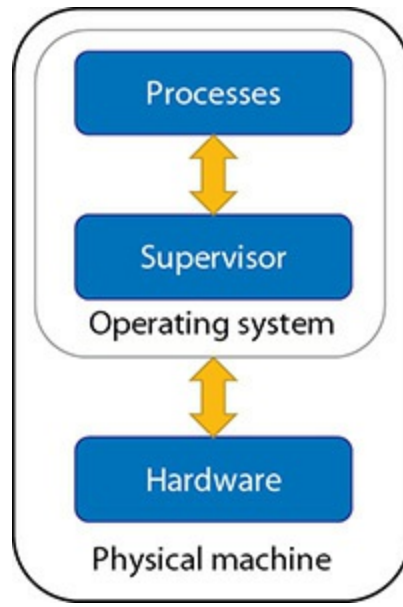 Processes
Supervisor
Operating system
Hardware
Physical machine